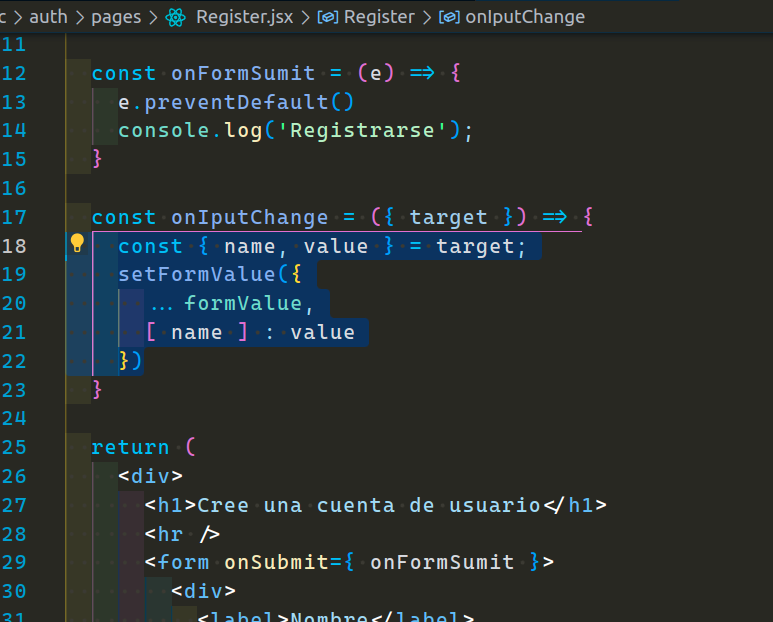 c > auth > pages > Register.jsx > Register > onIputChange
11
12 const onFormSumit = (e) => {
13 e.preventDefault()
14 console.log('Registrarse');
15 }
16
17 const onIputChange = ({ target }) => {
18 const { name, value } = target;
19 setFormValue({
20 ...formValue,
21 [ name ] : value
22 })
23 }
24
25 return (
26 <div>
27 <h1>Cree una cuenta de usuario</h1>
28 <hr />
29 <form onSubmit={ onFormSumit }>
30 <div>
31 <label>Nombre</label>